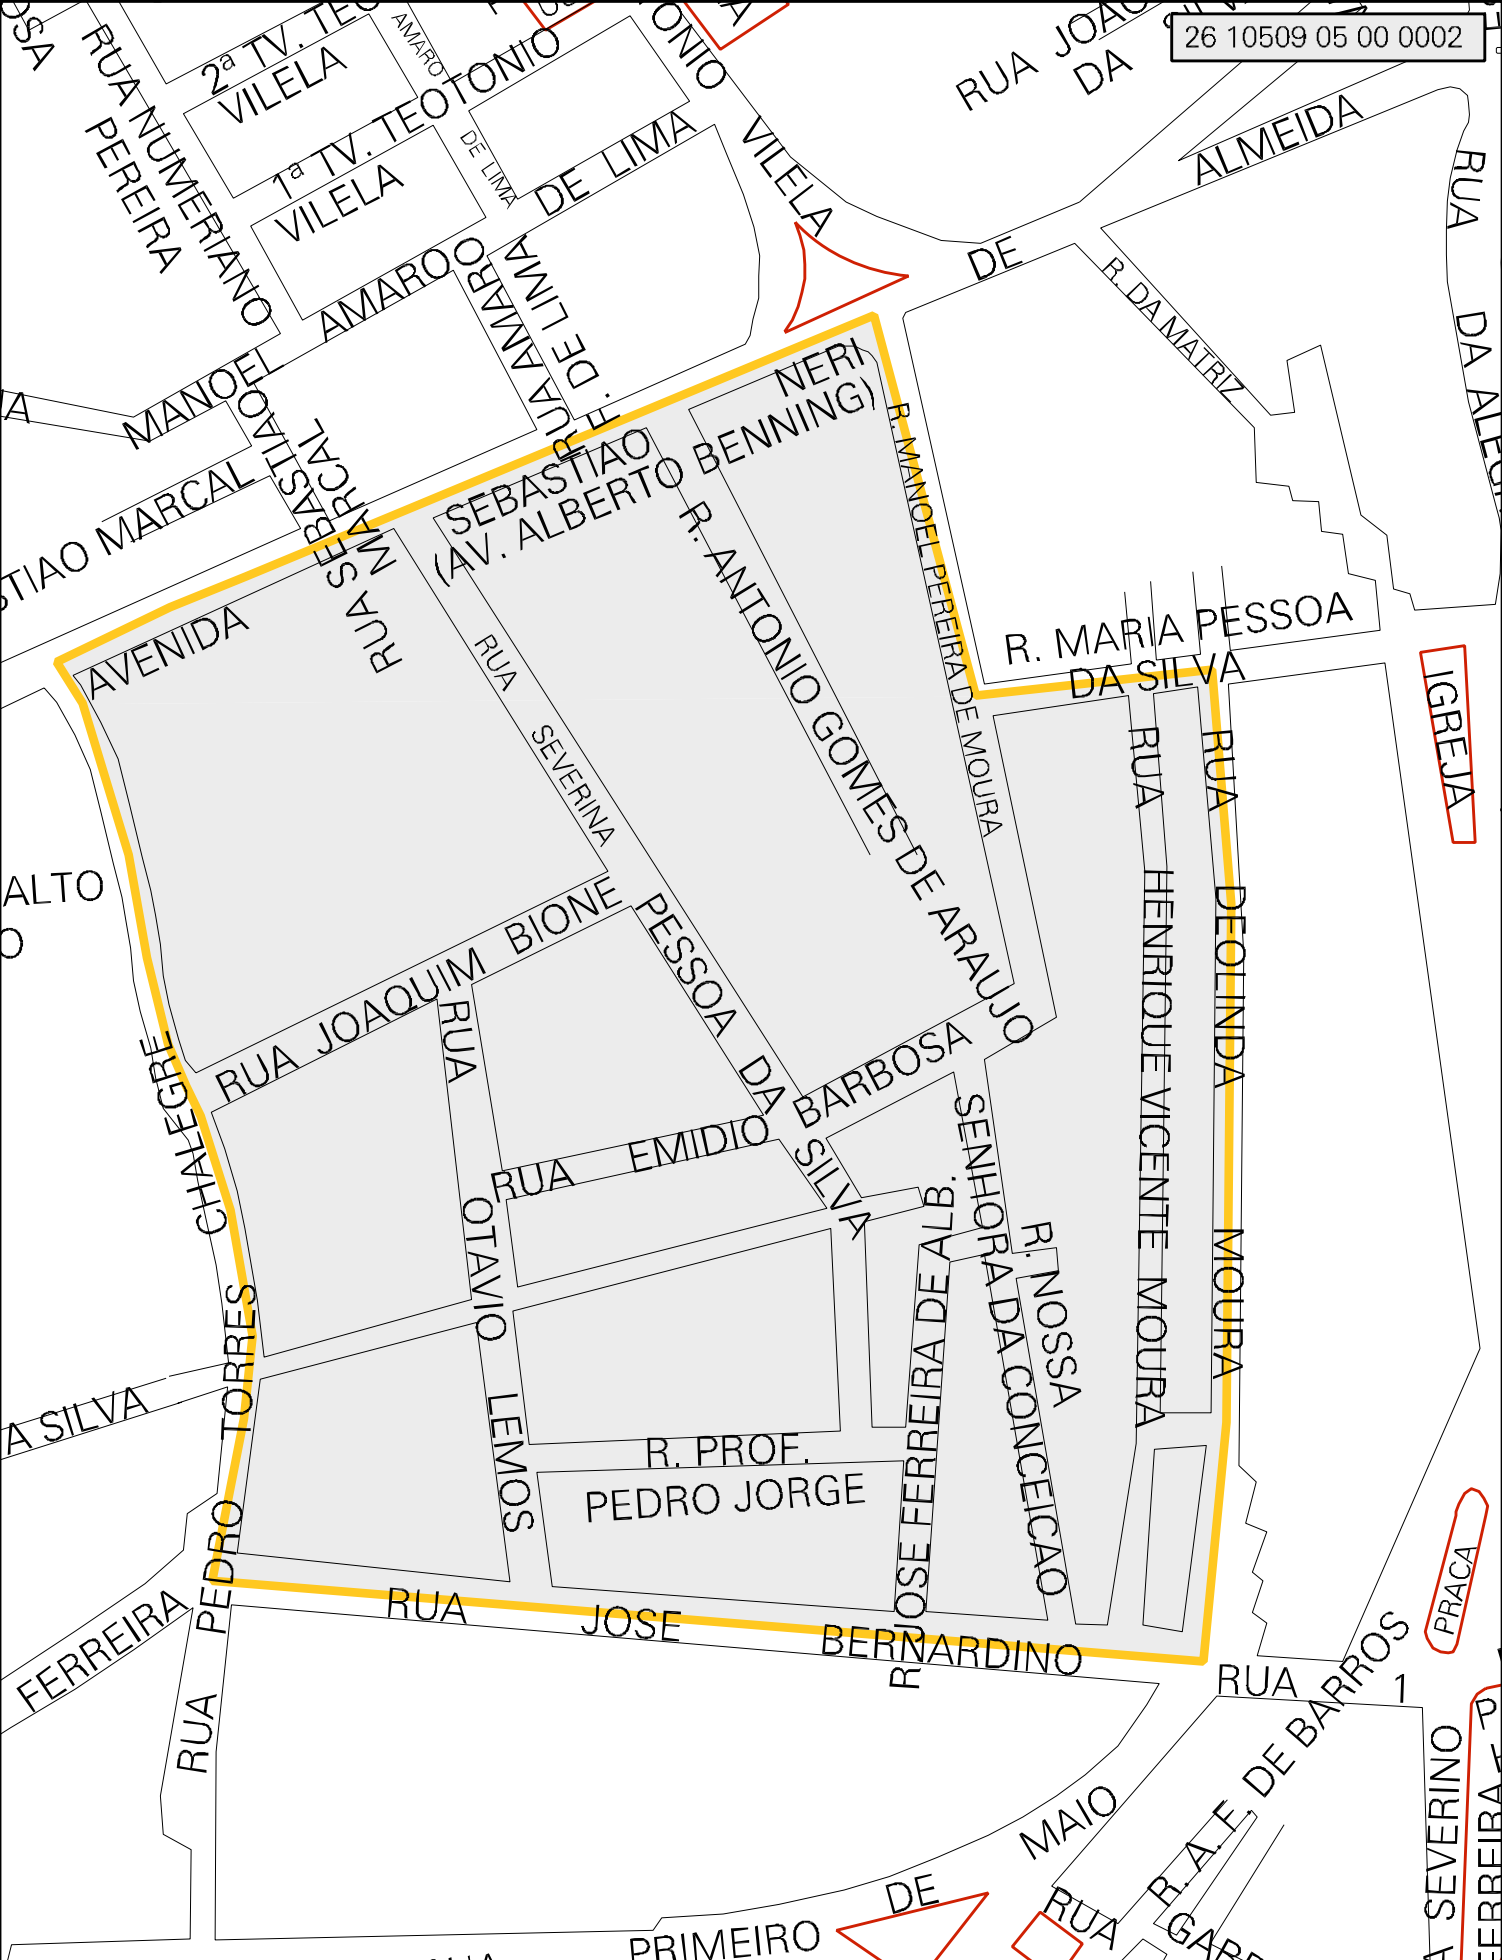 26 10509 05 00 0002
2ª TV. TEO
VILELA
1ª TV. TEOTONIO
VILELA
RUA NUMERIANO
PEREIRA
AMARO
DE LIMA
ONIO VILELA
RUA JOAO
DA
ALMEIDA
DE
R. DA MATRIZ
RUA DA ALEG
MANOEL AMARO
DE LIMA
RUA AMARO
F. DE LIMA
RUA SEBASTIAO
MARCAL
STIAO MARCAL
AVENIDA SEBASTIAO NERI
(AV. ALBERTO BENNING)
R. MANOEL PEREIRA DE MOURA
R. ANTONIO GOMES DE ARAUJO
RUA SEVERINA PESSOA DA SILVA
R. MARIA PESSOA
DA SILVA
IGREJA
RUA HENRIQUE VICENTE MOURA
RUA DEOLINDA MOURA
ALTO
O
RUA JOAQUIM BIONE
RUA OTAVIO LEMOS
RUA EMIDIO BARBOSA
R. NOSSA
SENHORA DA CONCEICAO
R. JOSE FERREIRA DE ALB.
RUA PEDRO TORRES CHALEGRE
A SILVA
R. PROF.
PEDRO JORGE
FERREIRA
RUA JOSE BERNARDINO
RUA 1
PRACA
R. A. F. DE BARROS
PRIMEIRO DE MAIO
RUA
SEVERINO
FERREIRA